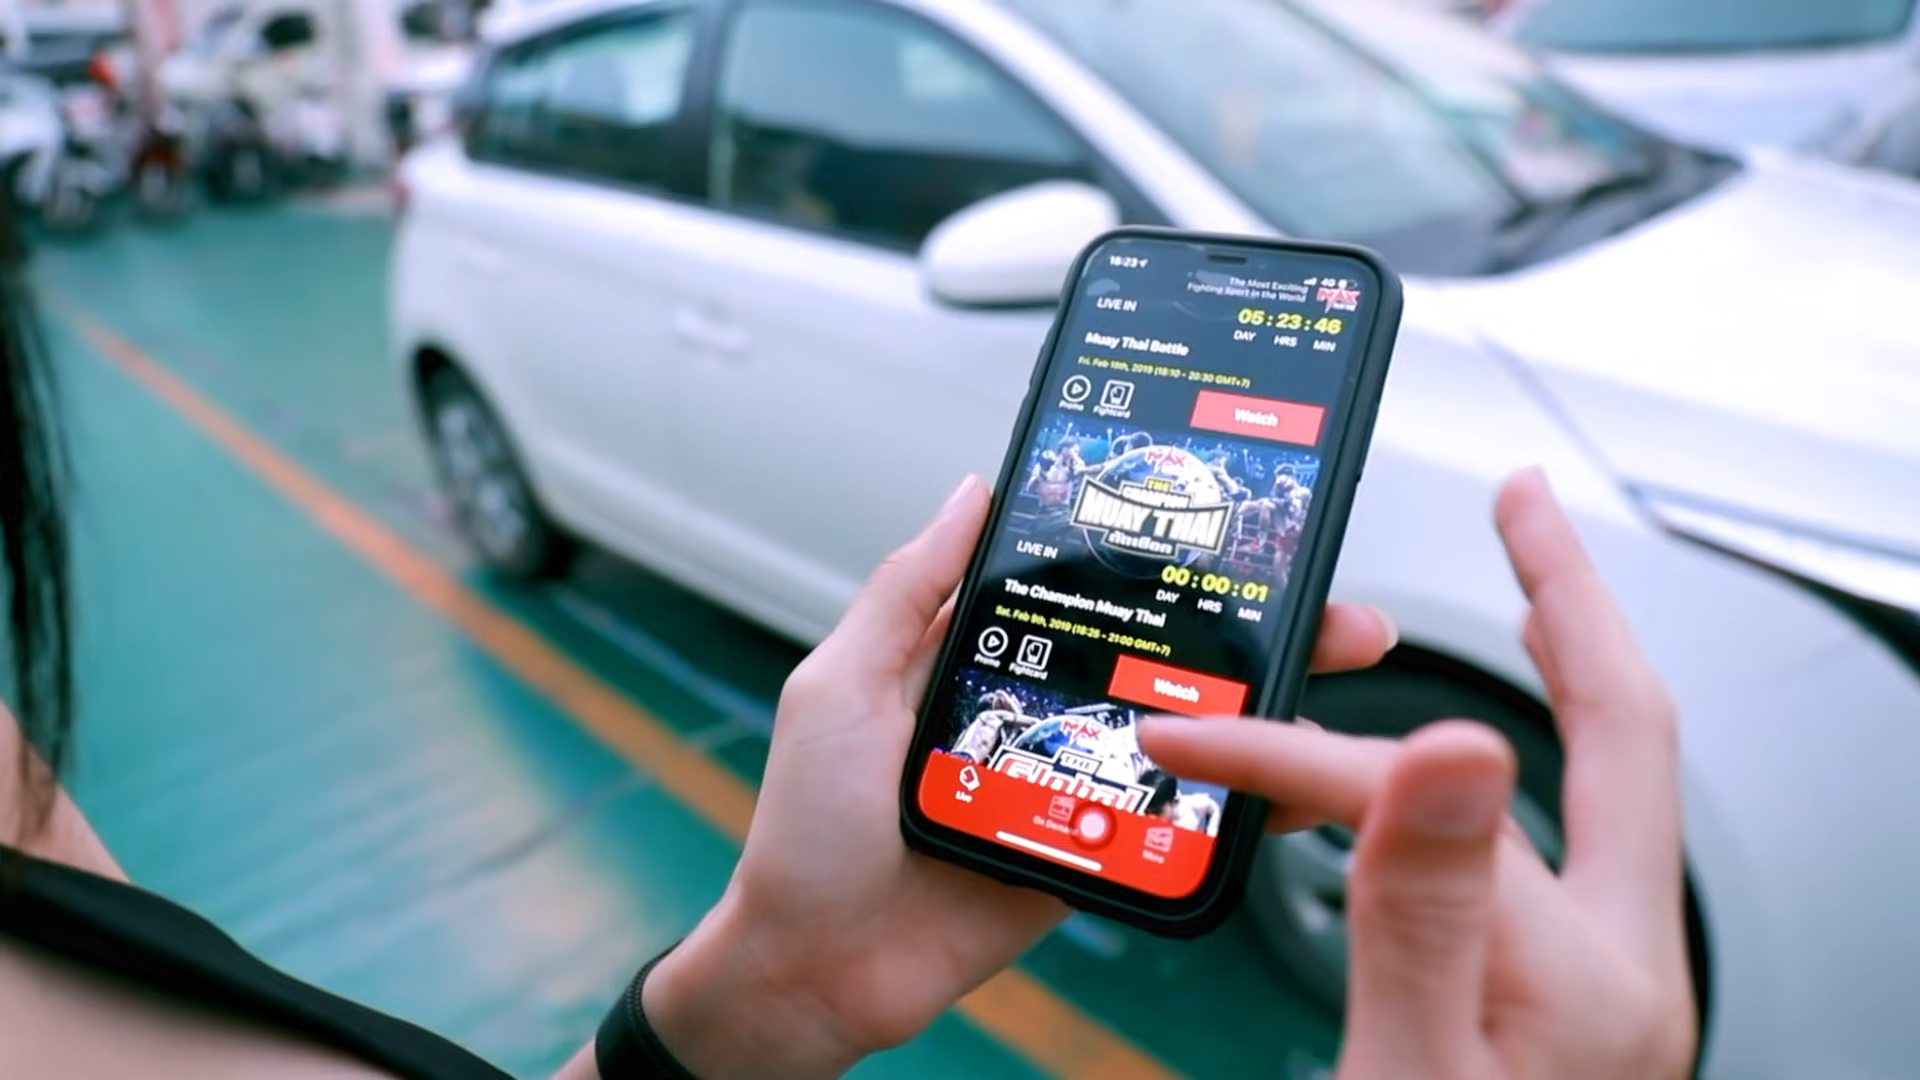 18:23
4G
The Most Exciting
Fighting Sport in the World
MAX
LIVE IN
05 : 23 : 46
DAY HRS MIN
Muay Thai Battle
Fri. Feb 15th, 2019 (18:10 - 20:30 GMT+7)
Promo Fightcard
Watch
MAX
THE
CHAMPION
MUAY THAI
LIVE IN
00 : 00 : 01
DAY HRS MIN
The Champion Muay Thai
Sat. Feb 9th, 2019 (18:25 - 21:00 GMT+7)
Promo Fightcard
Watch
MAX
THE
Global
Live
On Demand
More